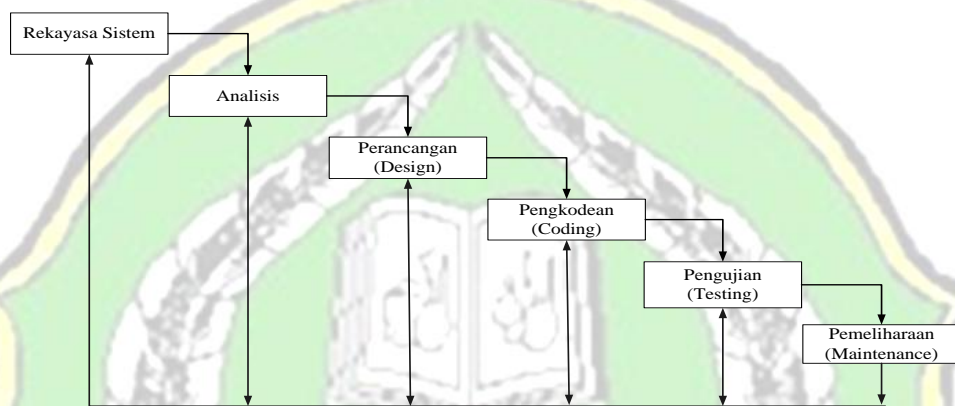 Rekayasa Sistem
Analisis
Perancangan
(Design)
Pengkodean
(Coding)
Pengujian
(Testing)
Pemeliharaan
(Maintenance)